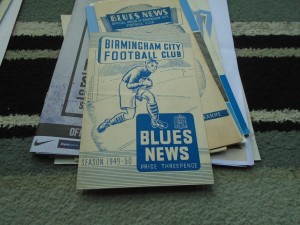 BLUES NEWS
BIRMINGHAM CITY
FOOTBALL CLUB
BLUES
NEWS
PRICE THREEPENCE
SEASON 1949-50